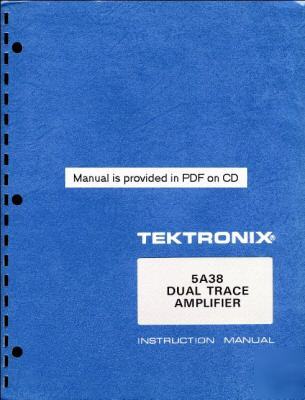 Manual is provided in PDF on CD
TEKTRONIX®
5A38
DUAL TRACE
AMPLIFIER
INSTRUCTION MANUAL